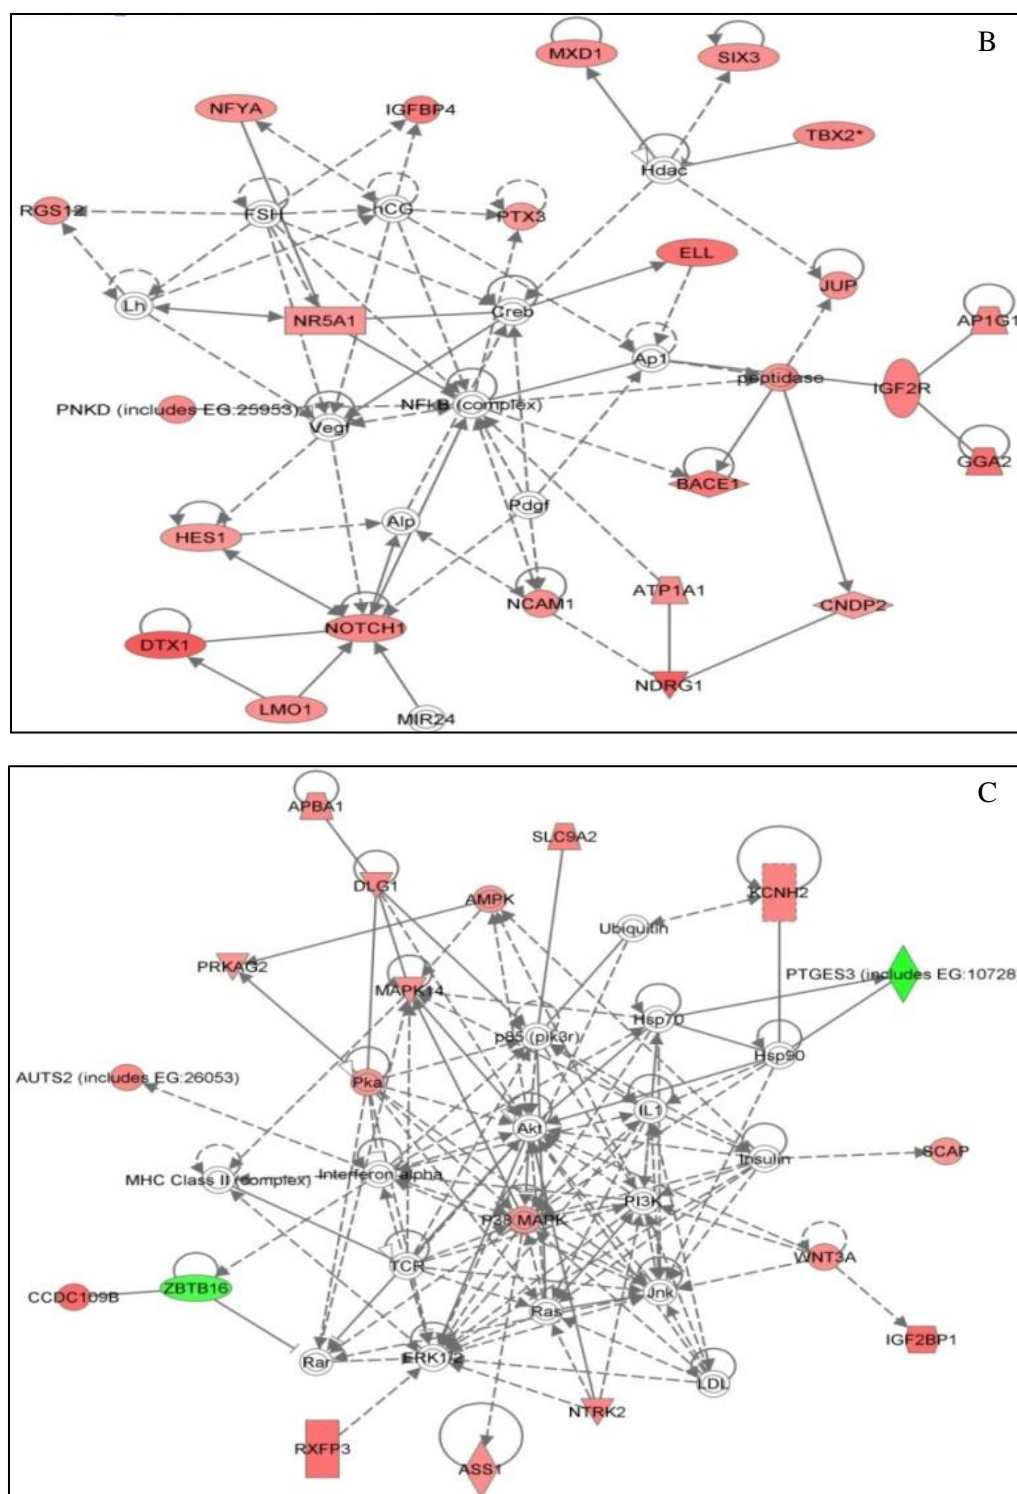 B
MXD1
SIX3
NFYA
IGFBP4
TBX2*
Hdac
RGS12
FSH
hCG
PTX3
ELL
JUP
Lh
NR5A1
Creb
AP1G1
Ap1
peptidase
IGF2R
PNKD (includes EG:25953)
NFkB (complex)
Vegf
GGA2
BACE1
Pdgf
Alp
HES1
ATP1A1
NCAM1
CNDP2
NOTCH1
DTX1
NDRG1
LMO1
MIR24
C
APBA1
SLC9A2
DLG1
KCNH2
AMPK
Ubiquitin
PRKAG2
PTGES3 (includes EG:10728)
MAPK14
Hsp70
p85 (pik3r)
Hsp90
AUTS2 (includes EG:26053)
Pka
IL1
Akt
SCAP
Insulin
MHC Class II (complex)
Interferon alpha
PI3K
P38 MAPK
WNT3A
TCR
ZBTB16
CCDC109B
Jnk
Ras
IGF2BP1
Rar
ERK1/2
LDL
NTRK2
RXFP3
ASS1